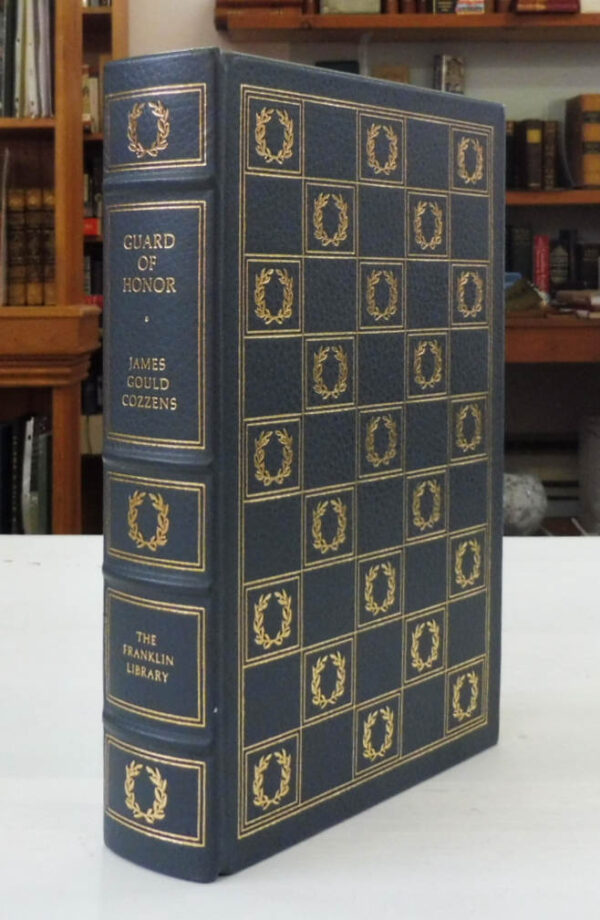 GUARD
OF
HONOR
JAMES
GOULD
COZZENS
THE
FRANKLIN
LIBRARY